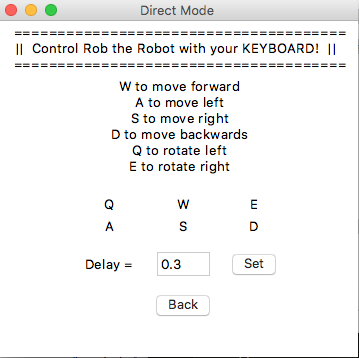 Direct Mode
===========================================
|| Control Rob the Robot with your KEYBOARD! ||
===========================================
W to move forward
A to move left
S to move right
D to move backwards
Q to rotate left
E to rotate right
Q W E
A S D
Delay = 0.3 Set
Back